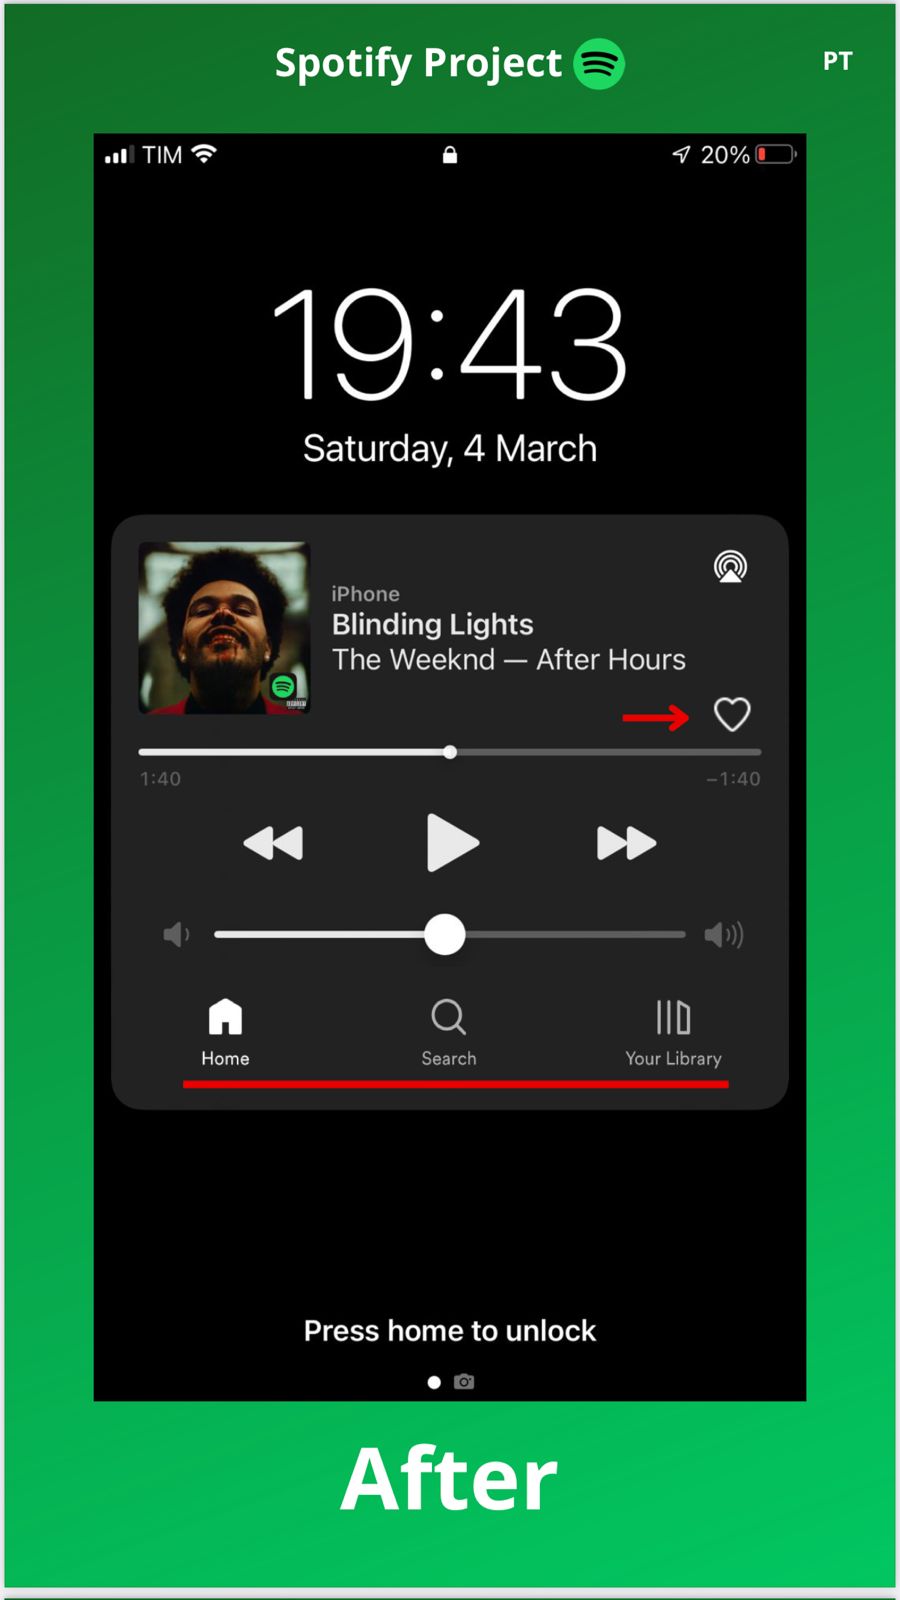 Spotify Project
PT
TIM
20%
19:43
Saturday, 4 March
iPhone
Blinding Lights
The Weeknd — After Hours
1:40
–1:40
Home
Search
Your Library
Press home to unlock
After